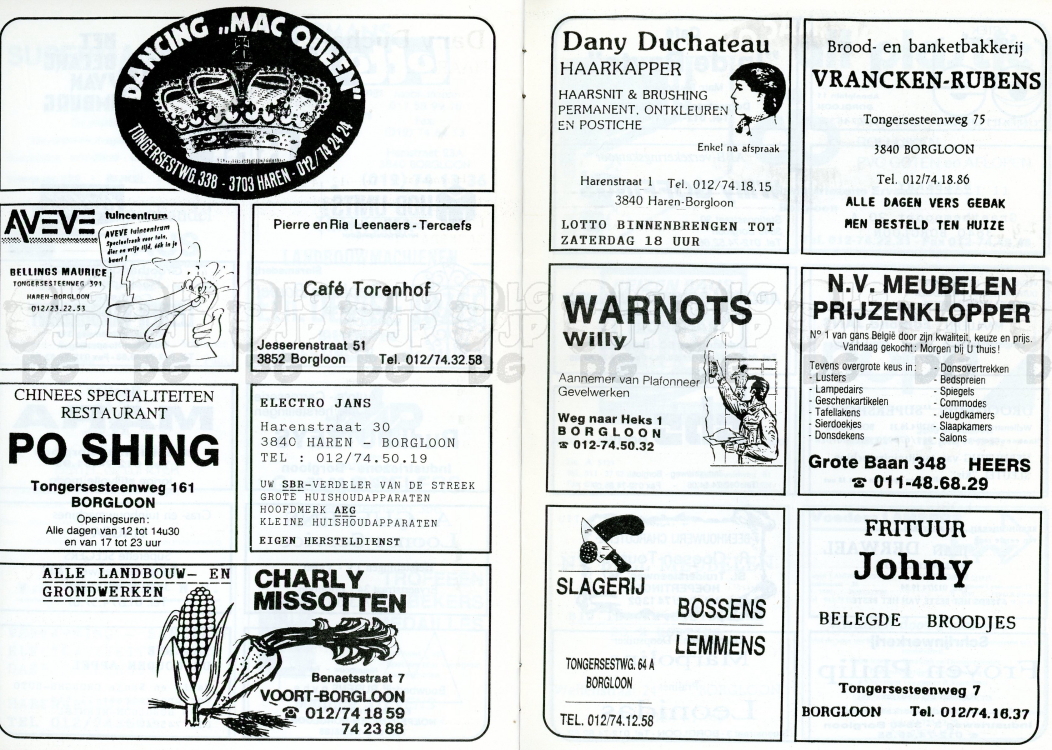 DANCING „MAC QUEEN"
TONGERSESTWG. 338 - 3703 HAREN - 012/74 24 24
AVEVE tuincentrum
AVEVE tuincentrum
Speciaalzaak voor tuin,
dier en vrije tijd, óók in je
buurt!
BELLINGS MAURICE
TONGERSESTEENWEG 391
HAREN-BORGLOON
012/23.22.53
Pierre en Ria Leenaers - Tercaefs
Café Torenhof
Jesserenstraat 51
3852 Borgloon Tel. 012/74.32 58
CHINEES SPECIALITEITEN
RESTAURANT
PO SHING
Tongersesteenweg 161
BORGLOON
Openingsuren:
Alle dagen van 12 tot 14u30
en van 17 tot 23 uur
ELECTRO JANS
Harenstraat 30
3840 HAREN - BORGLOON
TEL : 012/74.50.19
UW SBR-VERDELER VAN DE STREEK
GROTE HUISHOUDAPPARATEN
HOOFDMERK AEG
KLEINE HUISHOUDAPPARATEN
EIGEN HERSTELDIENST
ALLE LANDBOUW- EN
GRONDWERKEN
CHARLY
MISSOTTEN
Benaetsstraat 7
VOORT-BORGLOON
☎ 012/74 18 59
74 23 88
Dany Duchateau
HAARKAPPER
HAARSNIT & BRUSHING
PERMANENT, ONTKLEUREN
EN POSTICHE
Enkel na afspraak
Harenstraat 1 Tel. 012/74.18.15
3840 Haren-Borgloon
LOTTO BINNENBRENGEN TOT
ZATERDAG 18 UUR
Brood- en banketbakkerij
VRANCKEN-RUBENS
Tongersesteenweg 75
3840 BORGLOON
Tel. 012/74.18.86
ALLE DAGEN VERS GEBAK
MEN BESTELD TEN HUIZE
WARNOTS
Willy
Aannemer van Plafonneer
Gevelwerken
Weg naar Heks 1
BORGLOON
☎ 012-74.50.32
N.V. MEUBELEN
PRIJZENKLOPPER
N° 1 van gans België door zijn kwaliteit, keuze en prijs.
Vandaag gekocht: Morgen bij U thuis!
Tevens overgrote keus in:
- Lusters
- Lampedairs
- Geschenkartikelen
- Tafellakens
- Sierdoekjes
- Donsdekens
- Donsovertrekken
- Bedspreien
- Spiegels
- Commodes
- Jeugdkamers
- Slaapkamers
- Salons
Grote Baan 348 HEERS
☎ 011-48.68.29
SLAGERIJ
BOSSENS
LEMMENS
TONGERSESTWG. 64 A
BORGLOON
TEL. 012/74.12.58
FRITUUR
Johny
BELEGDE BROODJES
Tongersesteenweg 7
BORGLOON Tel. 012/74.16.37